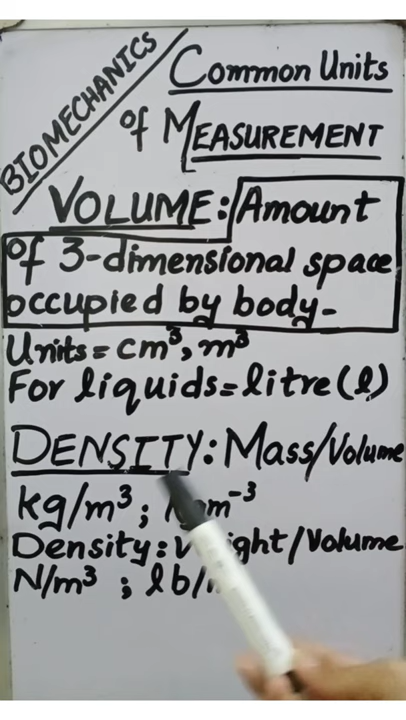 BIOMECHANICS
Common Units
of MEASUREMENT
VOLUME: Amount
of 3-dimensional space
occupied by body-
Units = cm³, m³
For liquids = litre (l)
DENSITY: Mass/Volume
kg/m³ ; m⁻³
Density: /Volume
N/m³ ; lb/